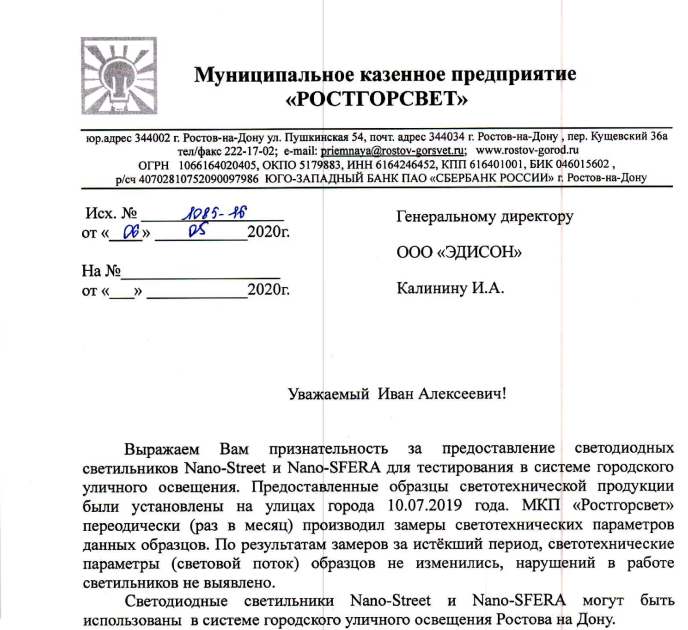 Муниципальное казенное предприятие
«РОСТГОРСВЕТ»
юр.адрес 344002 г. Ростов-на-Дону ул. Пушкинская 54, почт. адрес 344034 г. Ростов-на-Дону , пер. Кущевский 36а
тел/факс 222-17-02; e-mail: priemnaya@rostov-gorsvet.ru; www.rostov-gorod.ru
ОГРН 1066164020405, ОКПО 5179883, ИНН 6164246452, КПП 616401001, БИК 046015602 ,
р/сч 40702810752090097986 ЮГО-ЗАПАДНЫЙ БАНК ПАО «СБЕРБАНК РОССИИ» г. Ростов-на-Дону
Исх. № 1085-16
от «06» 05 2020г.
На №
от «___» ____________2020г.
Генеральному директору
ООО «ЭДИСОН»
Калинину И.А.
Уважаемый Иван Алексеевич!
Выражаем Вам признательность за предоставление светодиодных
светильников Nano-Street и Nano-SFERA для тестирования в системе городского
уличного освещения. Предоставленные образцы светотехнической продукции
были установлены на улицах города 10.07.2019 года. МКП «Ростгорсвет»
переодически (раз в месяц) производил замеры светотехнических параметров
данных образцов. По результатам замеров за истёкший период, светотехнические
параметры (световой поток) образцов не изменились, нарушений в работе
светильников не выявлено.
Светодиодные светильники Nano-Street и Nano-SFERA могут быть
использованы в системе городского уличного освещения Ростова на Дону.